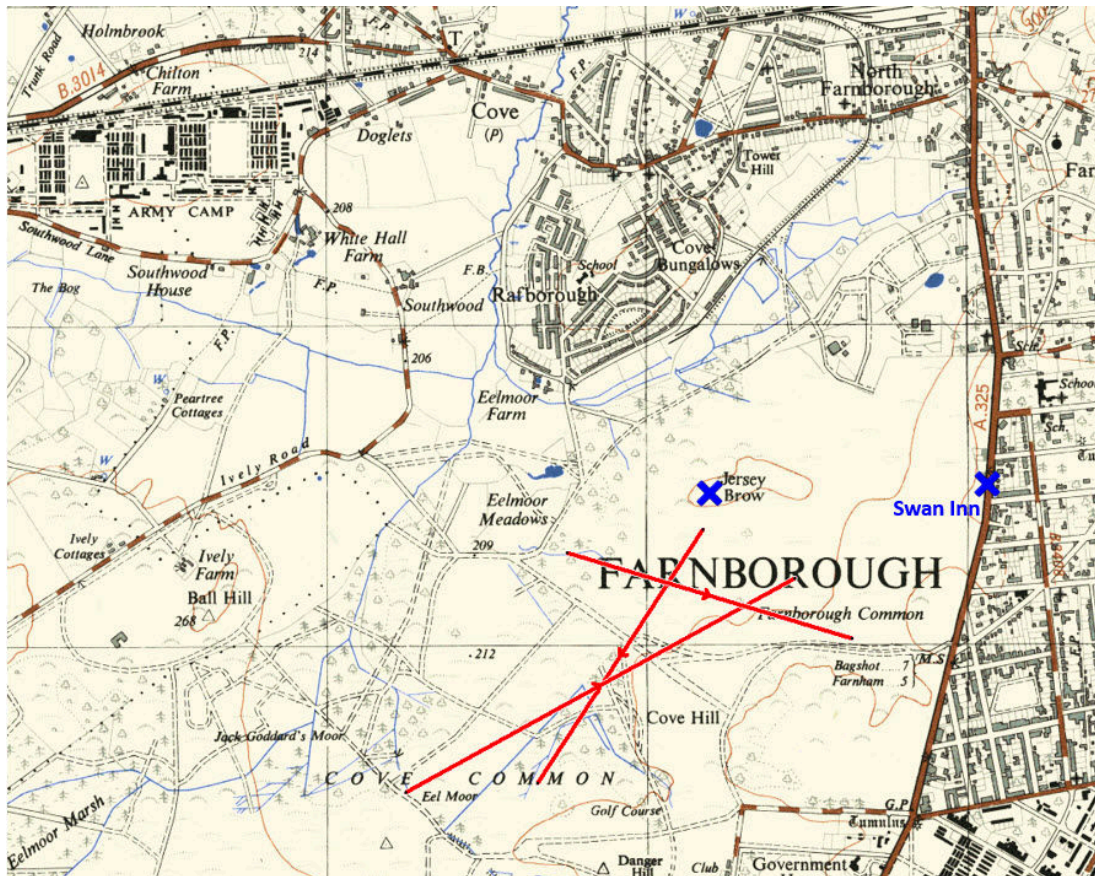 Holmbrook
Trunk Road
B.3014
Chilton
Farm
214
F.P.
T
W
Cove
(P)
Doglets
F.P.
North
Farnborough
Tower
Hill
ARMY CAMP
208
Southwood Lane
White Hall
Farm
Southwood
House
The Bog
F.P.
F.B.
Southwood
School
Rafborough
Cove
Bungalows
F.P.
206
Sch.
School
A.325
Sch.
W
Peartree
Cottages
Eelmoor
Farm
W
Ively Road
Jersey
Brow
Swan Inn
Eelmoor
Meadows
Ively
Cottages
Ively
Farm
209
FARNBOROUGH
Ball Hill
268
Farnborough Common
212
Bagshot 7
Farnham 5
M.S
F.P.
Jack Goddard's Moor
Cove Hill
COVE COMMON
Eel Moor
Golf Course
G.P
Tumulus
Eelmoor Marsh
Danger
Hill
Club
Government